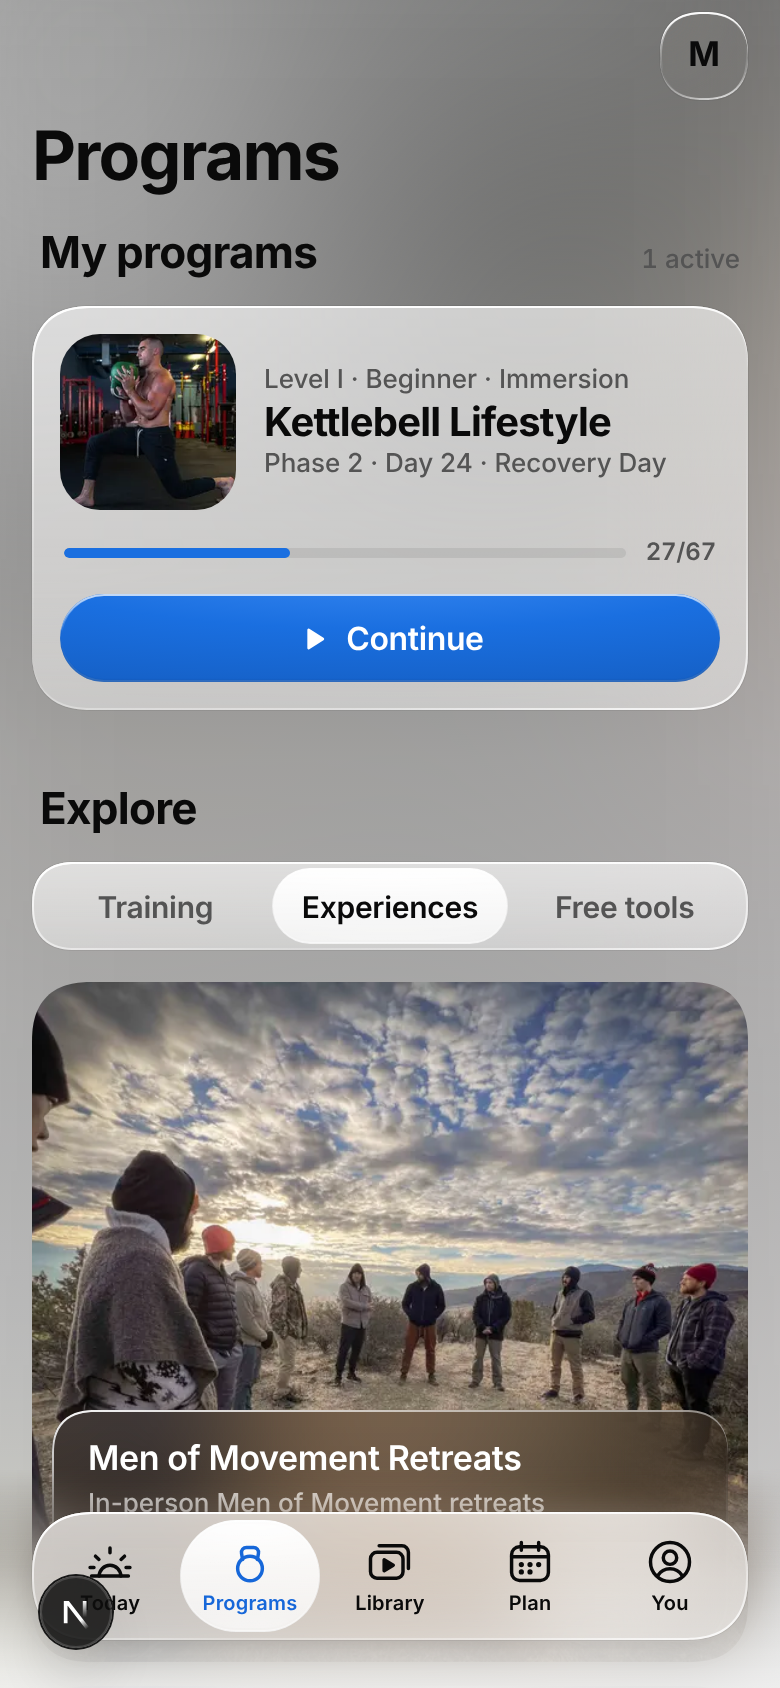 M
Programs
My programs
1 active
Level I · Beginner · Immersion
Kettlebell Lifestyle
Phase 2 · Day 24 · Recovery Day
27/67
Continue
Explore
Training
Experiences
Free tools
Men of Movement Retreats
In-person Men of Movement retreats
Today
Programs
Library
Plan
You
N